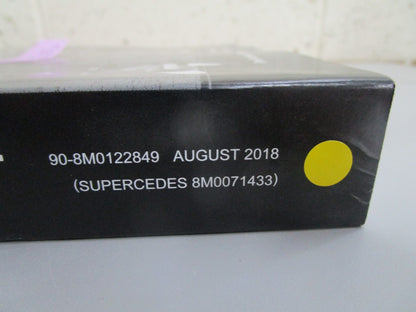 90-8M0122849 AUGUST 2018
(SUPERCEDES 8M0071433)